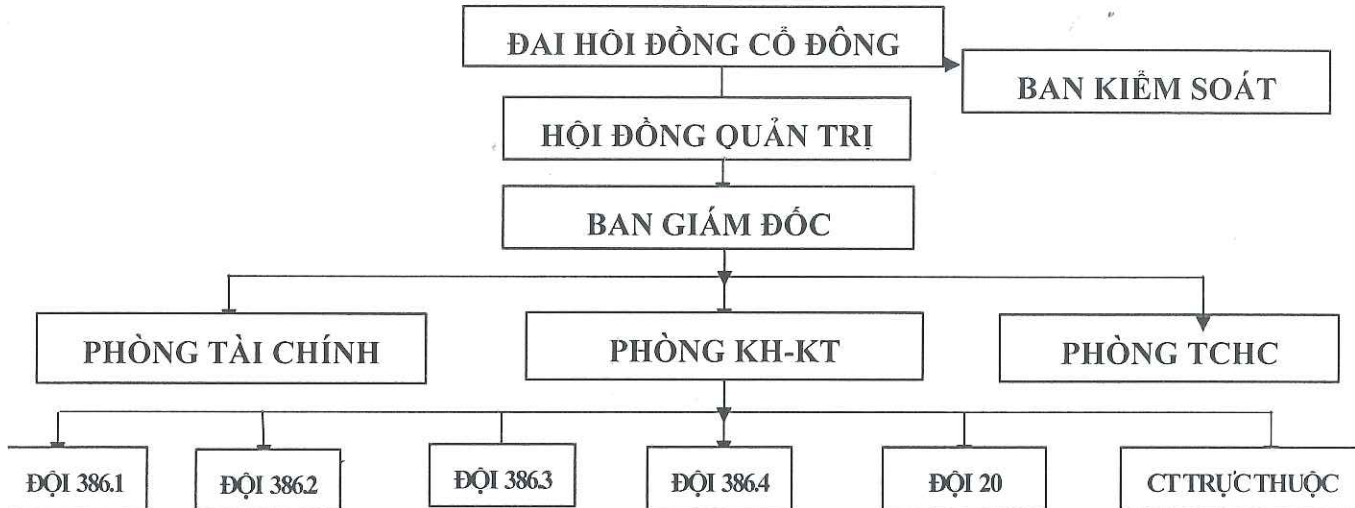 ĐAI HÔI ĐỒNG CỔ ĐÔNG
BAN KIỂM SOÁT
HỘI ĐỒNG QUẢN TRỊ
BAN GIÁM ĐỐC
PHÒNG TÀI CHÍNH
PHÒNG KH-KT
PHÒNG TCHC
ĐỘI 386.1
ĐỘI 386.2
ĐỘI 386.3
ĐỘI 386.4
ĐỘI 20
CT TRỰC THUỘC